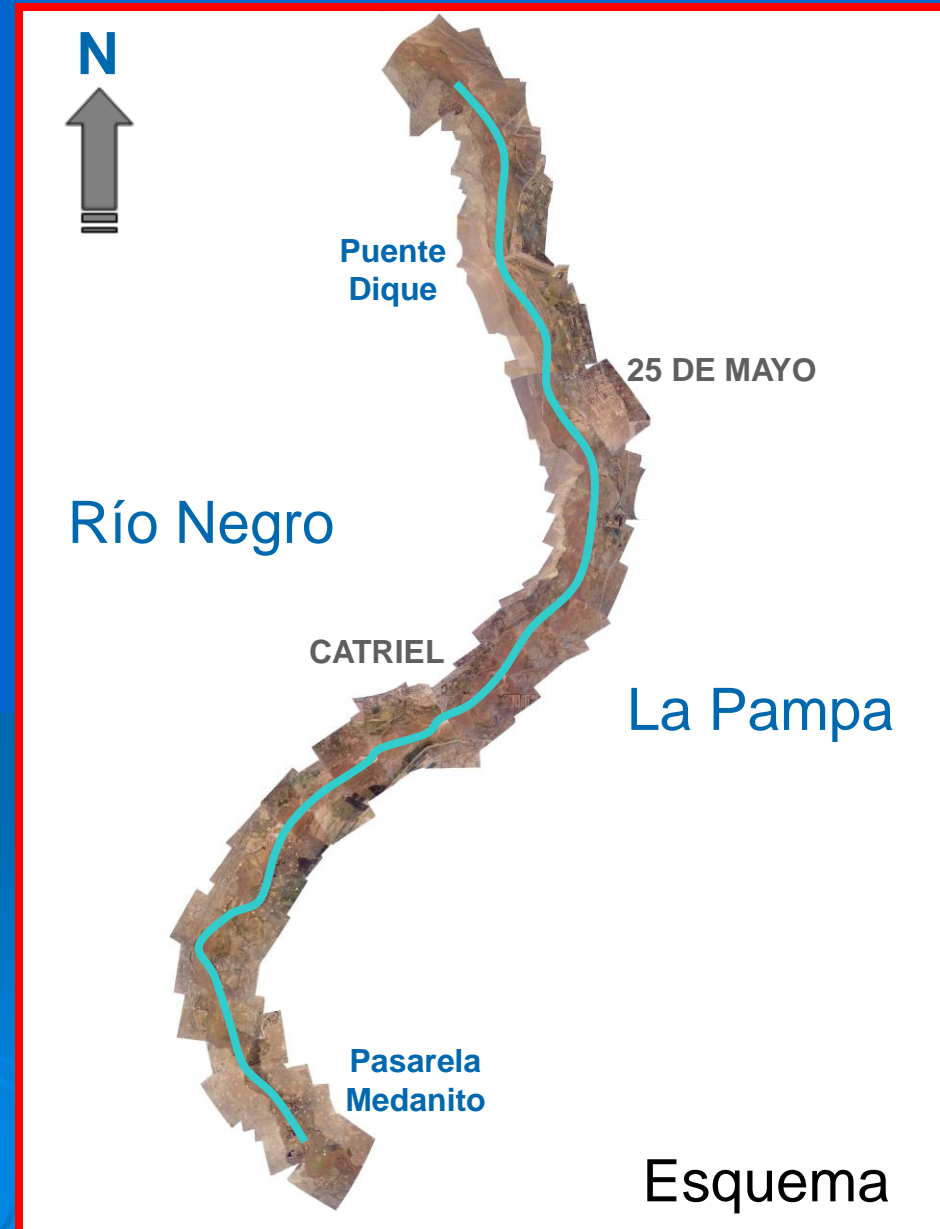 N
Puente
Dique
25 DE MAYO
Río Negro
CATRIEL
La Pampa
Pasarela
Medanito
Esquema